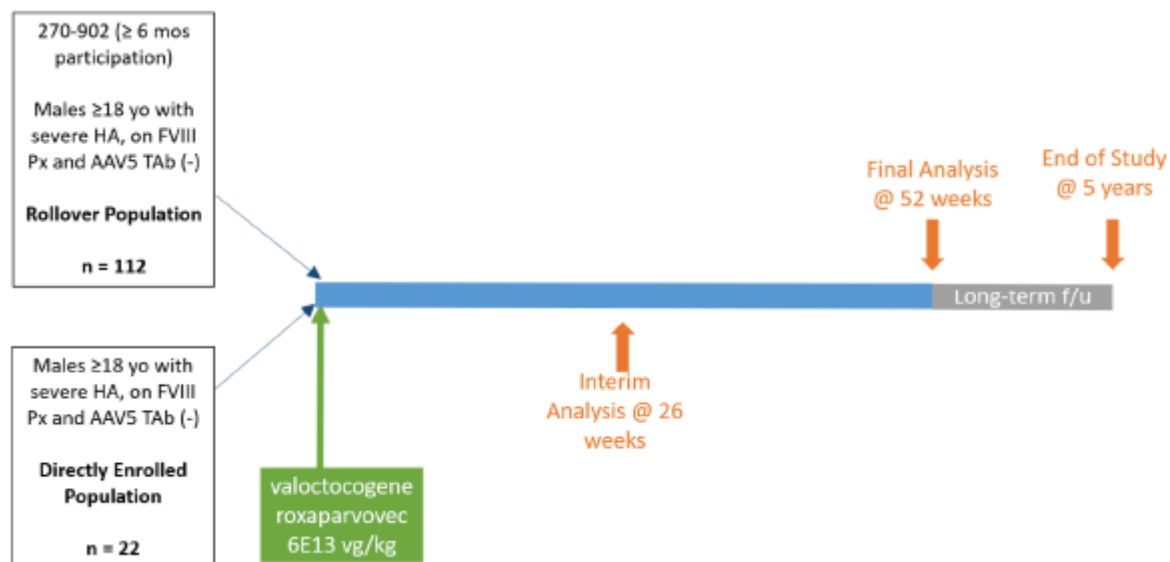 270-902 (≥ 6 mos
participation)
Males ≥18 yo with
severe HA, on FVIII
Px and AAV5 TAb (-)
Rollover Population
n = 112
Males ≥18 yo with
severe HA, on FVIII
Px and AAV5 TAb (-)
Directly Enrolled
Population
n = 22
valoctocogene
roxaparvovec
6E13 vg/kg
Interim
Analysis @ 26
weeks
Final Analysis
@ 52 weeks
End of Study
@ 5 years
Long-term f/u